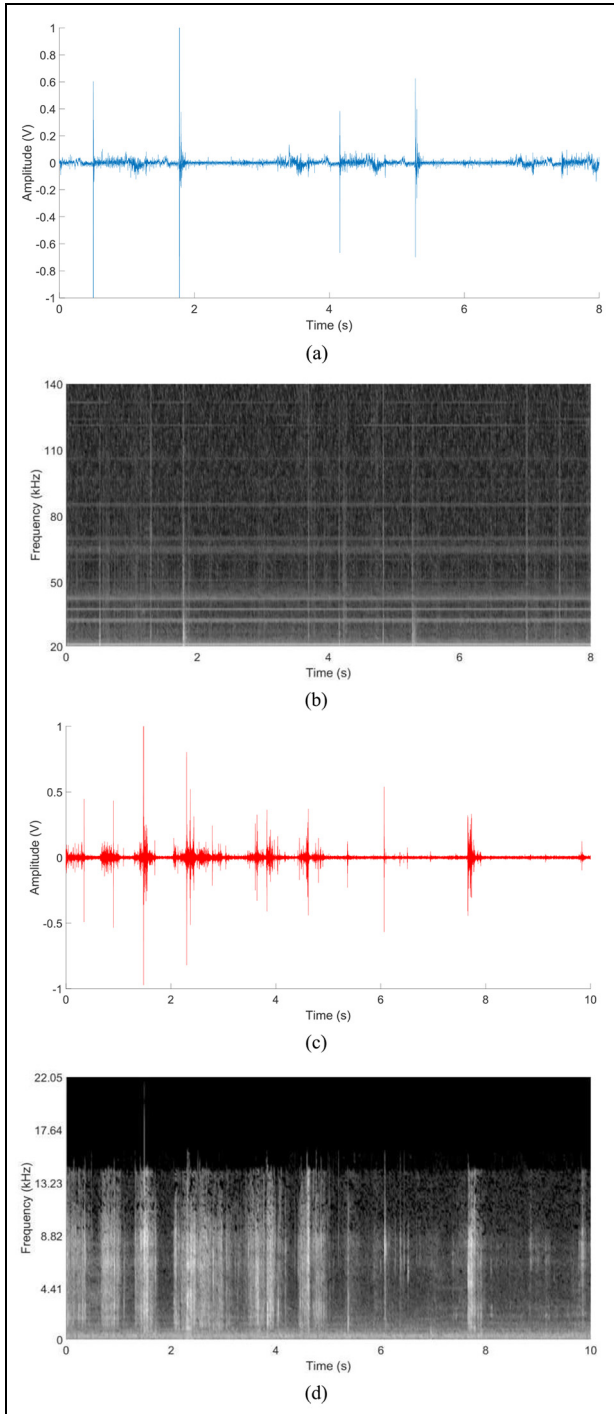 1
0.8
0.6
0.4
0.2
0
-0.2
-0.4
-0.6
-0.8
-1
Amplitude (V)
0 2 4 6 8
Time (s)
(a)
140
110
80
50
20
Frequency (kHz)
0 2 4 6 8
Time (s)
(b)
1
0.5
0
-0.5
-1
Amplitude (V)
0 2 4 6 8 10
Time (s)
(c)
22.05
17.64
13.23
8.82
4.41
0
Frequency (kHz)
0 2 4 6 8 10
Time (s)
(d)